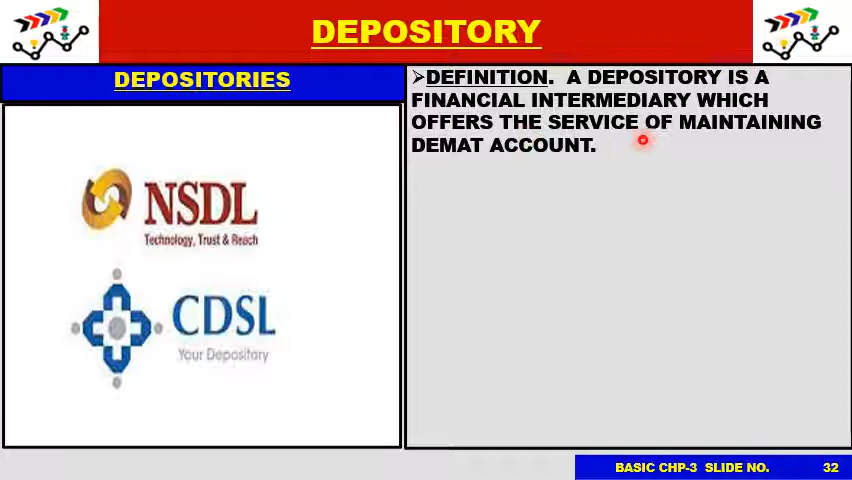 DEPOSITORY
DEPOSITORIES
NSDL
Technology, Trust & Reach
CDSL
Your Depository
➢DEFINITION. A DEPOSITORY IS A
FINANCIAL INTERMEDIARY WHICH
OFFERS THE SERVICE OF MAINTAINING
DEMAT ACCOUNT.
BASIC CHP-3 SLIDE NO. 32